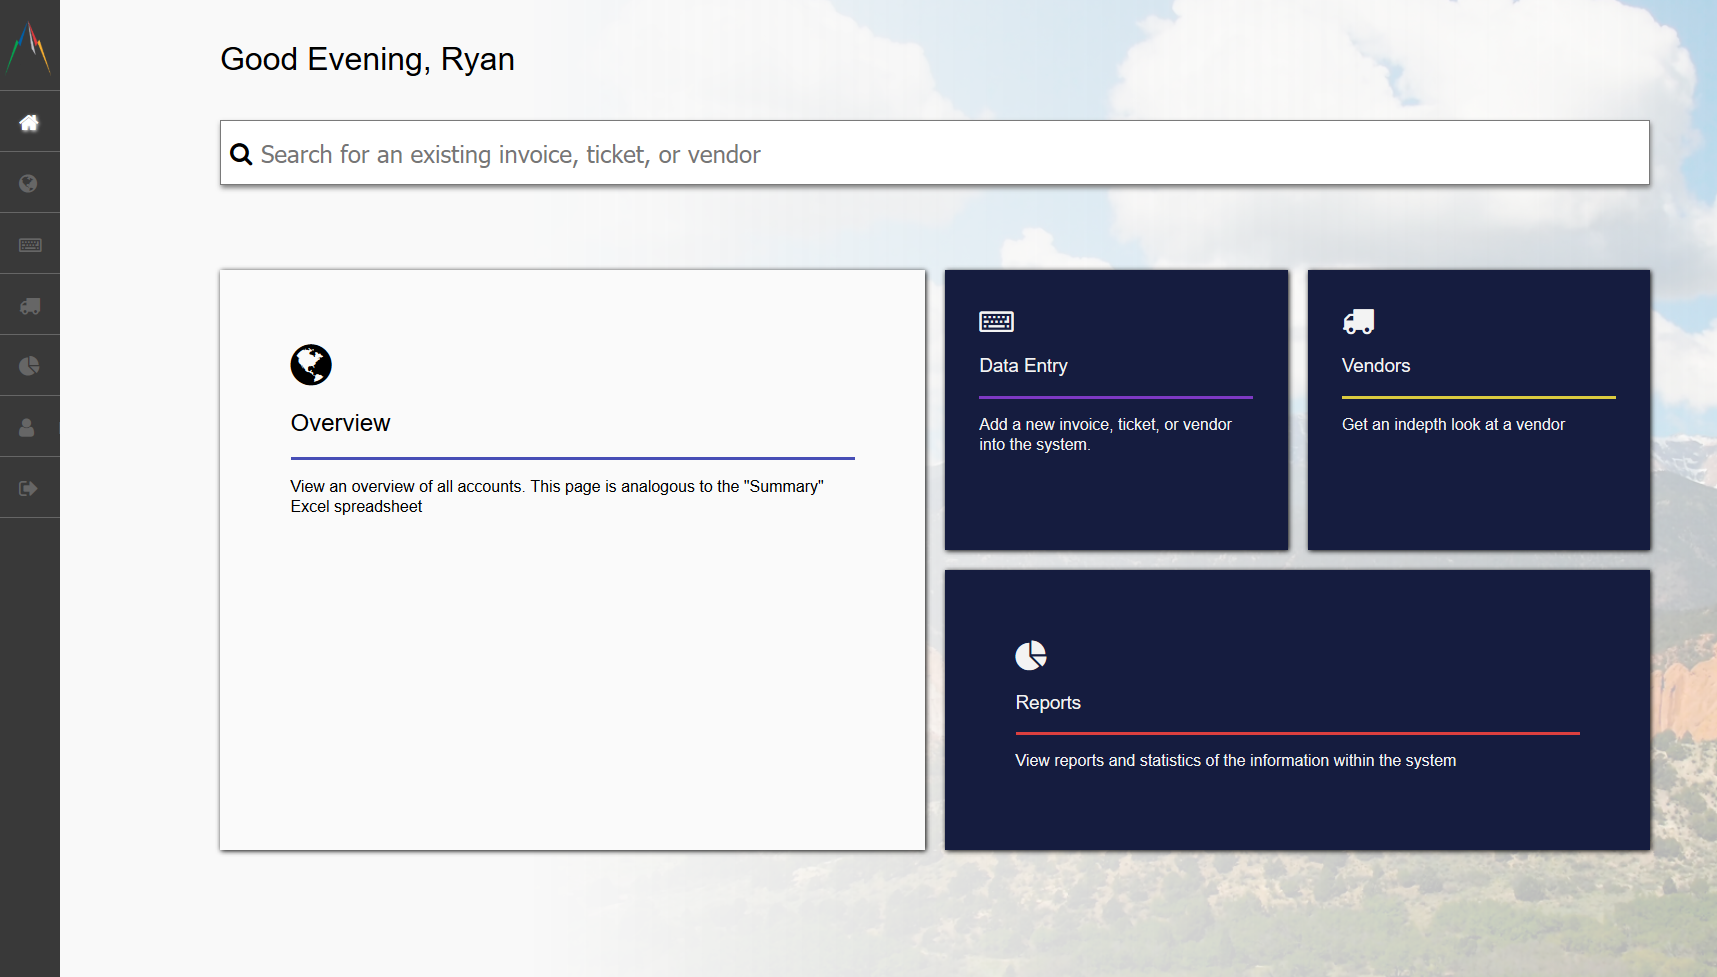 Good Evening, Ryan
Search for an existing invoice, ticket, or vendor
Overview
View an overview of all accounts. This page is analogous to the "Summary"
Excel spreadsheet
Data Entry
Add a new invoice, ticket, or vendor
into the system.
Vendors
Get an indepth look at a vendor
Reports
View reports and statistics of the information within the system